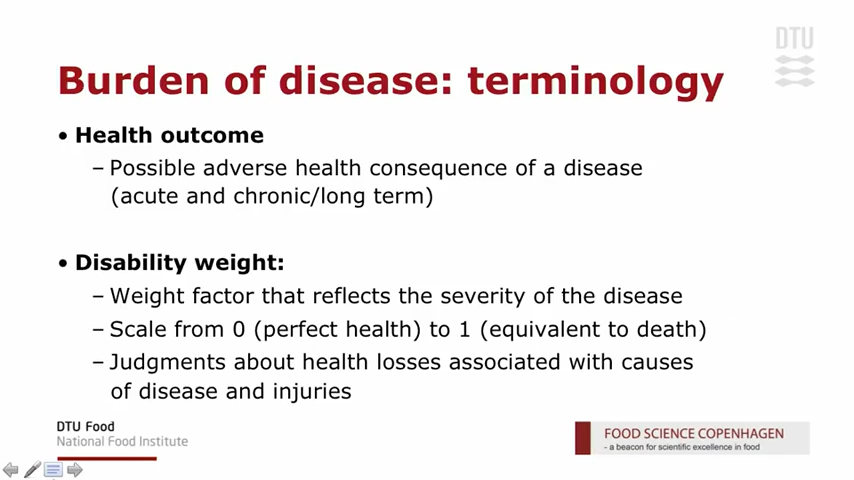 DTU
Burden of disease: terminology
• Health outcome
– Possible adverse health consequence of a disease
(acute and chronic/long term)
• Disability weight:
– Weight factor that reflects the severity of the disease
– Scale from 0 (perfect health) to 1 (equivalent to death)
– Judgments about health losses associated with causes
of disease and injuries
DTU Food
National Food Institute
FOOD SCIENCE COPENHAGEN
- a beacon for scientific excellence in food